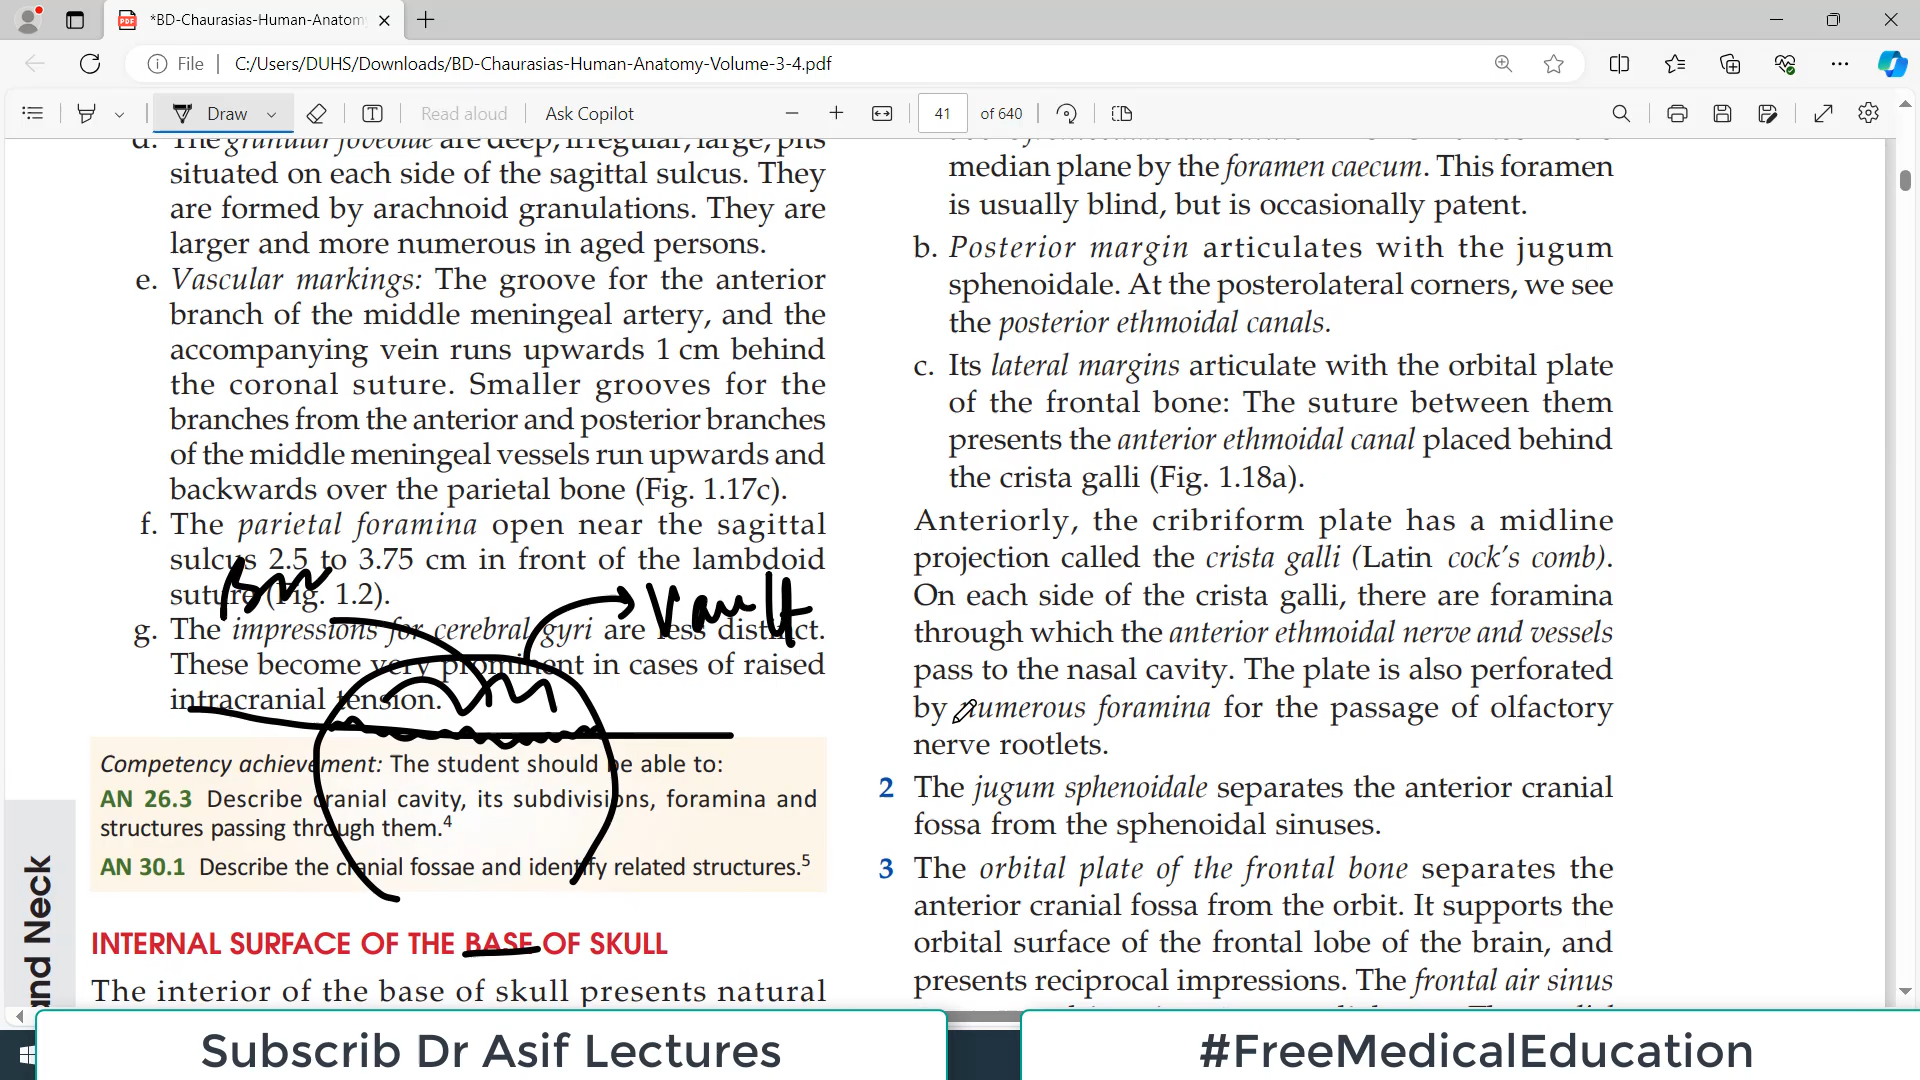 *BD-Chaurasias-Human-Anatom
File
C:/Users/DUHS/Downloads/BD-Chaurasias-Human-Anatomy-Volume-3-4.pdf
Draw
Read aloud
Ask Copilot
41 of 640
d. The granular foveolae are deep, irregular, large, pits
situated on each side of the sagittal sulcus. They
are formed by arachnoid granulations. They are
larger and more numerous in aged persons.
e. Vascular markings: The groove for the anterior
branch of the middle meningeal artery, and the
accompanying vein runs upwards 1 cm behind
the coronal suture. Smaller grooves for the
branches from the anterior and posterior branches
of the middle meningeal vessels run upwards and
backwards over the parietal bone (Fig. 1.17c).
f. The parietal foramina open near the sagittal
sulcus 2.5 to 3.75 cm in front of the lambdoid
suture (Fig. 1.2).
Vault
g. The impressions for cerebral gyri are less distinct.
These become very prominent in cases of raised
intracranial tension.
Competency achievement: The student should be able to:
AN 26.3 Describe cranial cavity, its subdivisions, foramina and
structures passing through them.4
AN 30.1 Describe the cranial fossae and identify related structures.5
INTERNAL SURFACE OF THE BASE OF SKULL
The interior of the base of skull presents natural
and Neck
median plane by the foramen caecum. This foramen
is usually blind, but is occasionally patent.
b. Posterior margin articulates with the jugum
sphenoidale. At the posterolateral corners, we see
the posterior ethmoidal canals.
c. Its lateral margins articulate with the orbital plate
of the frontal bone: The suture between them
presents the anterior ethmoidal canal placed behind
the crista galli (Fig. 1.18a).
Anteriorly, the cribriform plate has a midline
projection called the crista galli (Latin cock's comb).
On each side of the crista galli, there are foramina
through which the anterior ethmoidal nerve and vessels
pass to the nasal cavity. The plate is also perforated
by numerous foramina for the passage of olfactory
nerve rootlets.
2 The jugum sphenoidale separates the anterior cranial
fossa from the sphenoidal sinuses.
3 The orbital plate of the frontal bone separates the
anterior cranial fossa from the orbit. It supports the
orbital surface of the frontal lobe of the brain, and
presents reciprocal impressions. The frontal air sinus
Subscrib Dr Asif Lectures
#FreeMedicalEducation